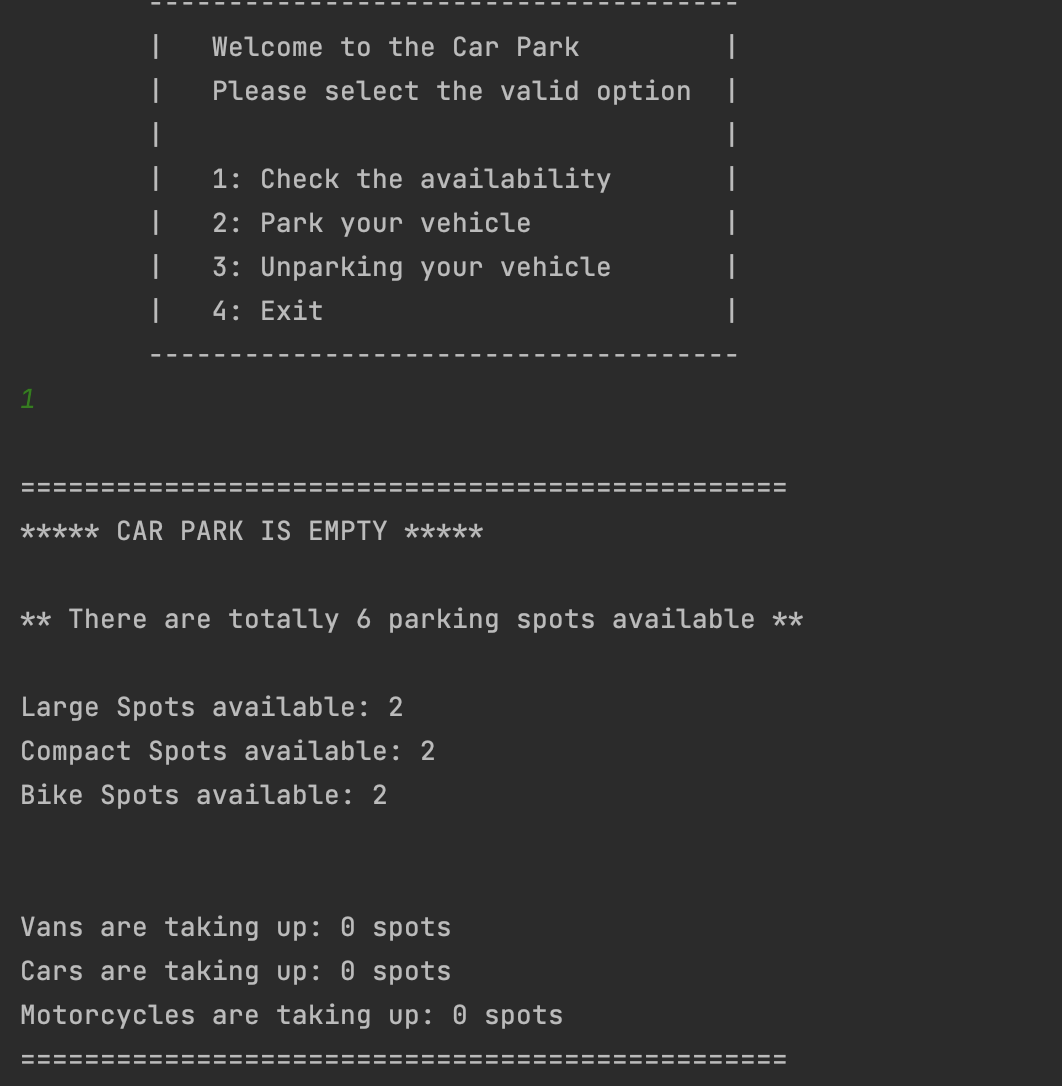 -------------------------------------
|   Welcome to the Car Park         |
|   Please select the valid option  |
|                                   |
|   1: Check the availability       |
|   2: Park your vehicle            |
|   3: Unparking your vehicle       |
|   4: Exit                         |
-------------------------------------
1
================================================
***** CAR PARK IS EMPTY *****
** There are totally 6 parking spots available **
Large Spots available: 2
Compact Spots available: 2
Bike Spots available: 2
Vans are taking up: 0 spots
Cars are taking up: 0 spots
Motorcycles are taking up: 0 spots
================================================